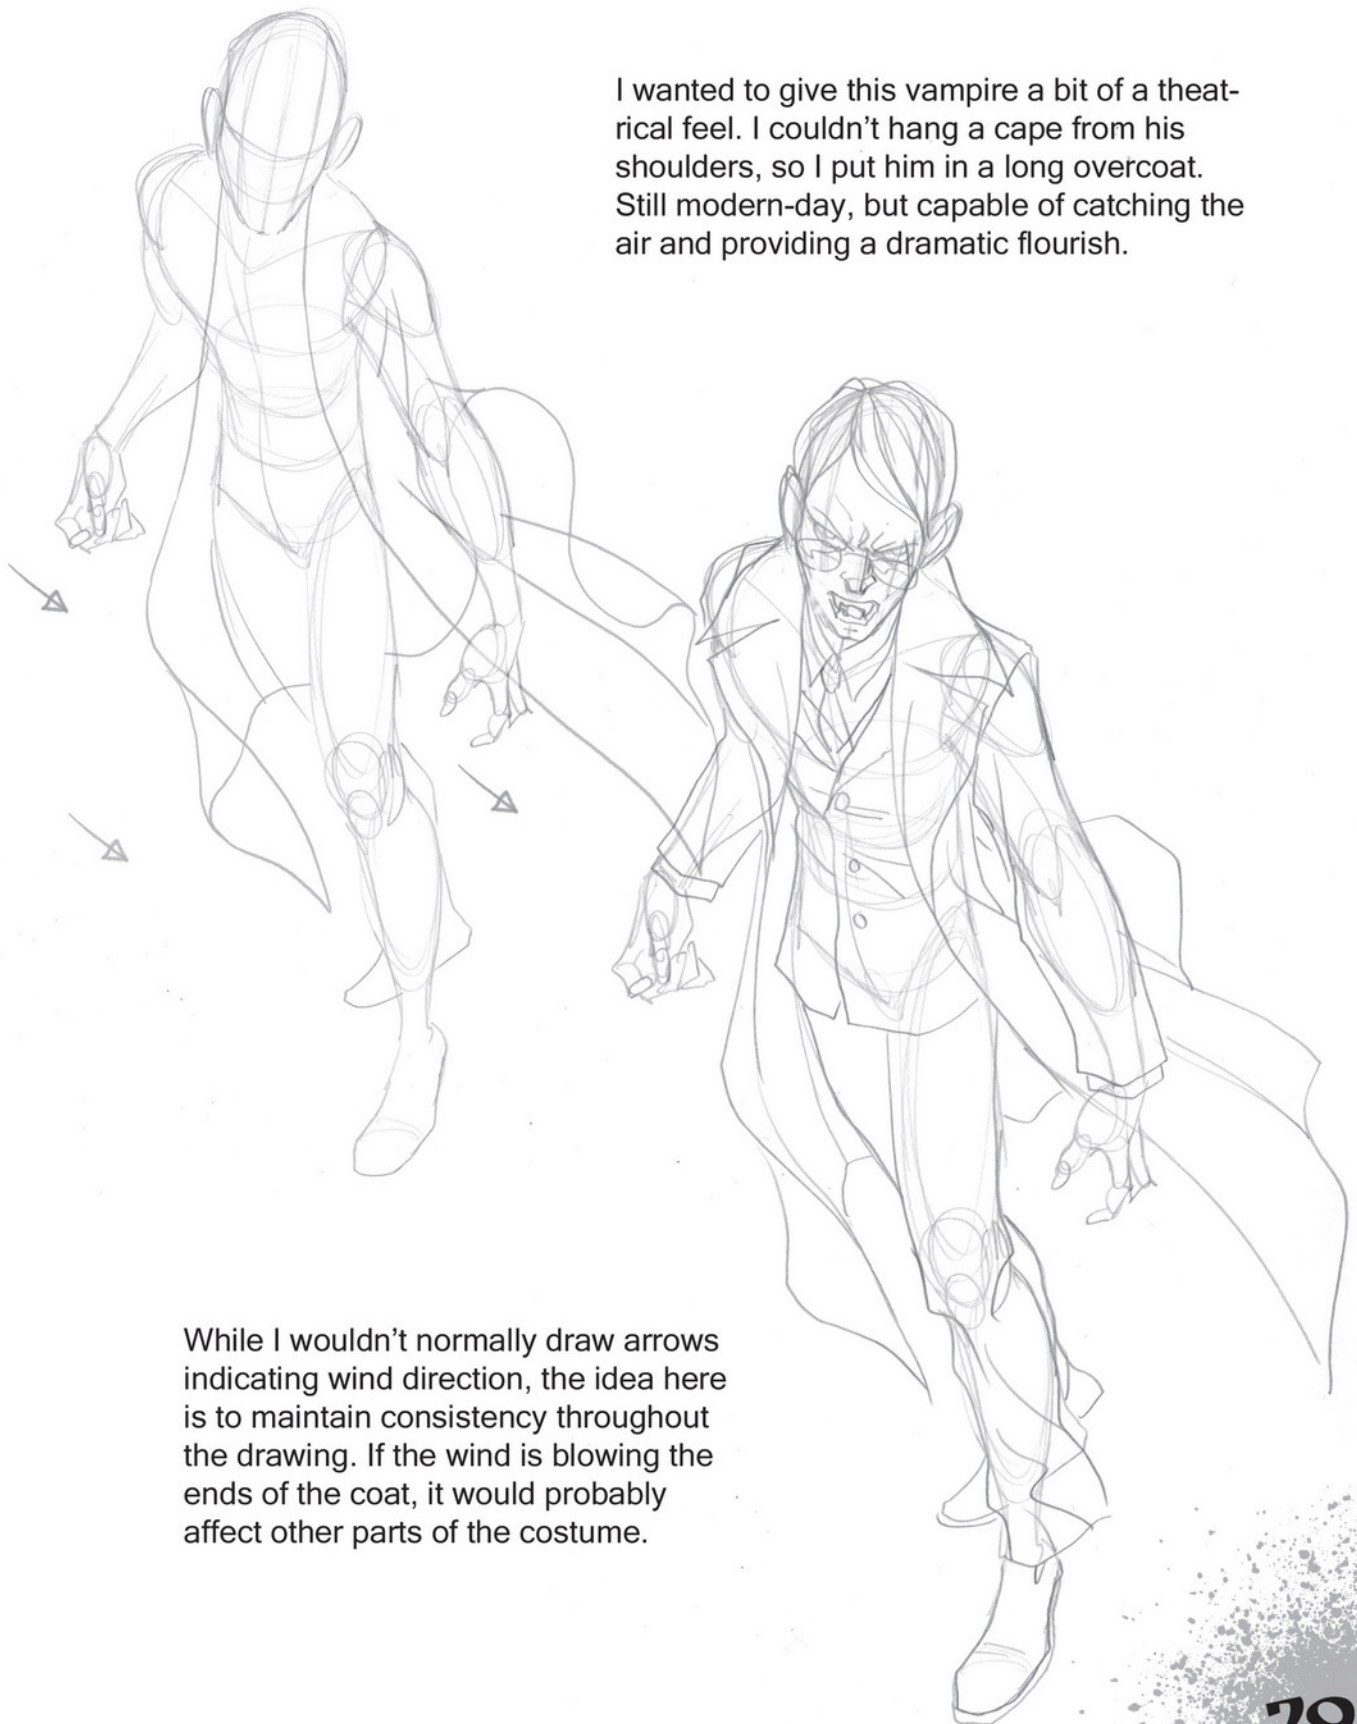 I wanted to give this vampire a bit of a theat-
rical feel. I couldn’t hang a cape from his
shoulders, so I put him in a long overcoat.
Still modern-day, but capable of catching the
air and providing a dramatic flourish.
While I wouldn’t normally draw arrows
indicating wind direction, the idea here
is to maintain consistency throughout
the drawing. If the wind is blowing the
ends of the coat, it would probably
affect other parts of the costume.